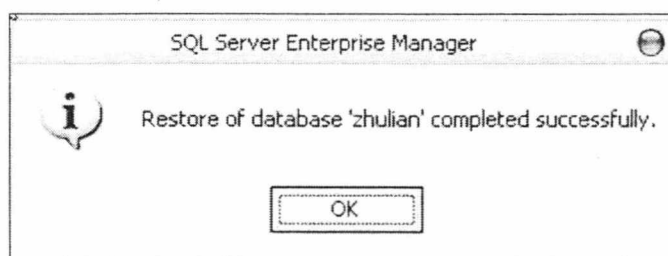 SQL Server Enterprise Manager
Restore of database 'zhulian' completed successfully.
OK